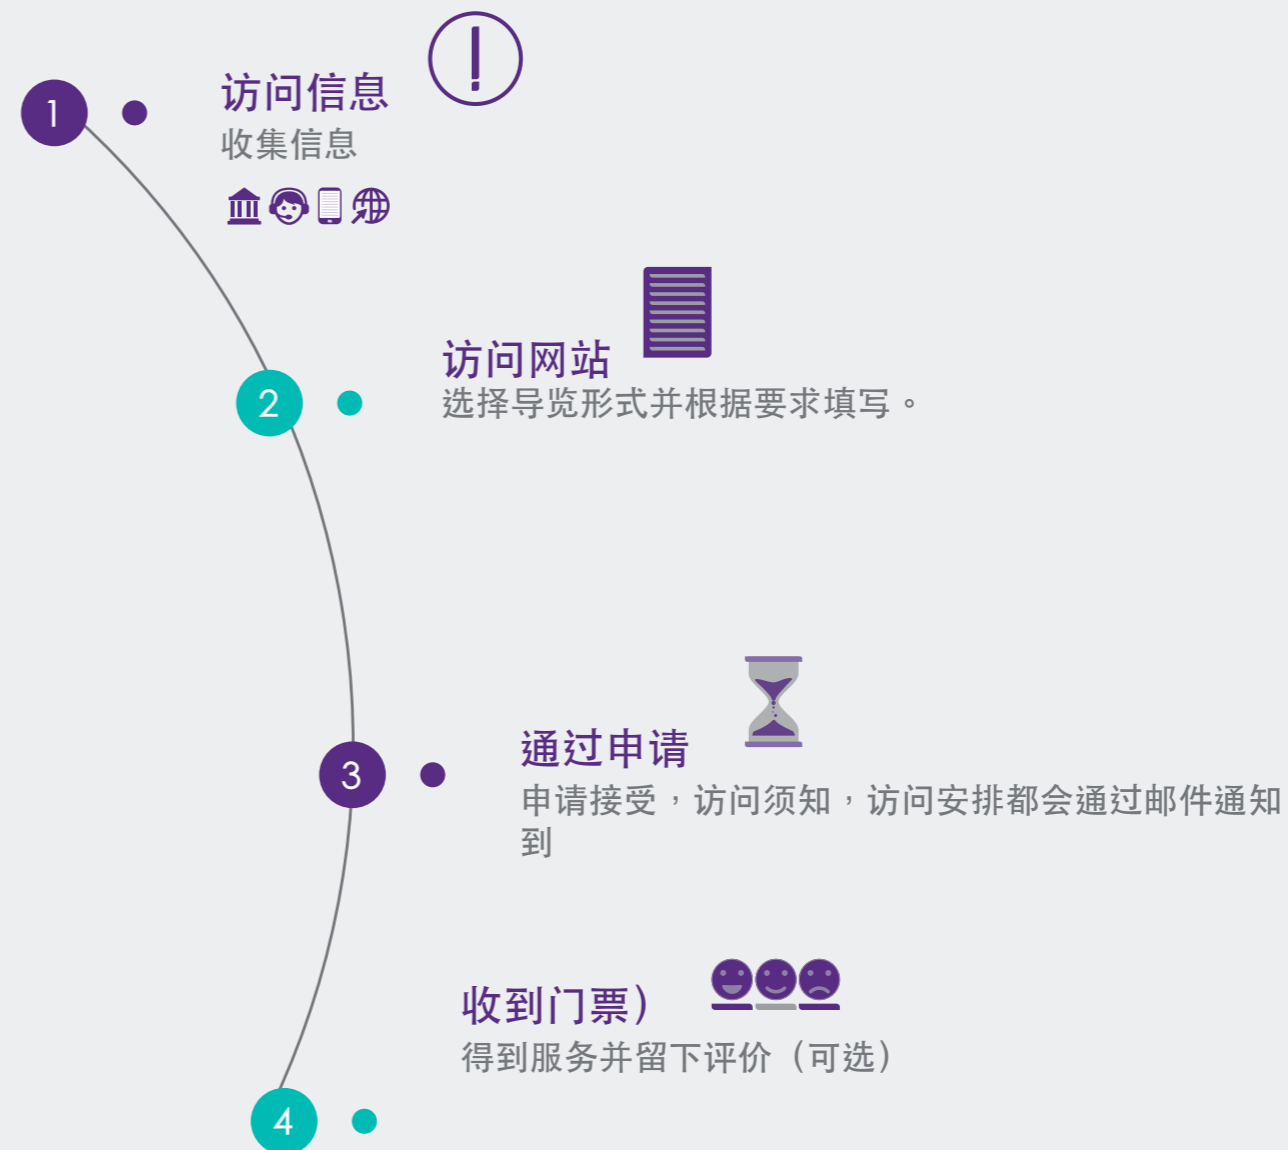 1
访问信息
收集信息
访问网站
2
选择导览形式并根据要求填写。
通过申请
3
申请接受，访问须知，访问安排都会通过邮件通知
到
收到门票）
得到服务并留下评价（可选）
4